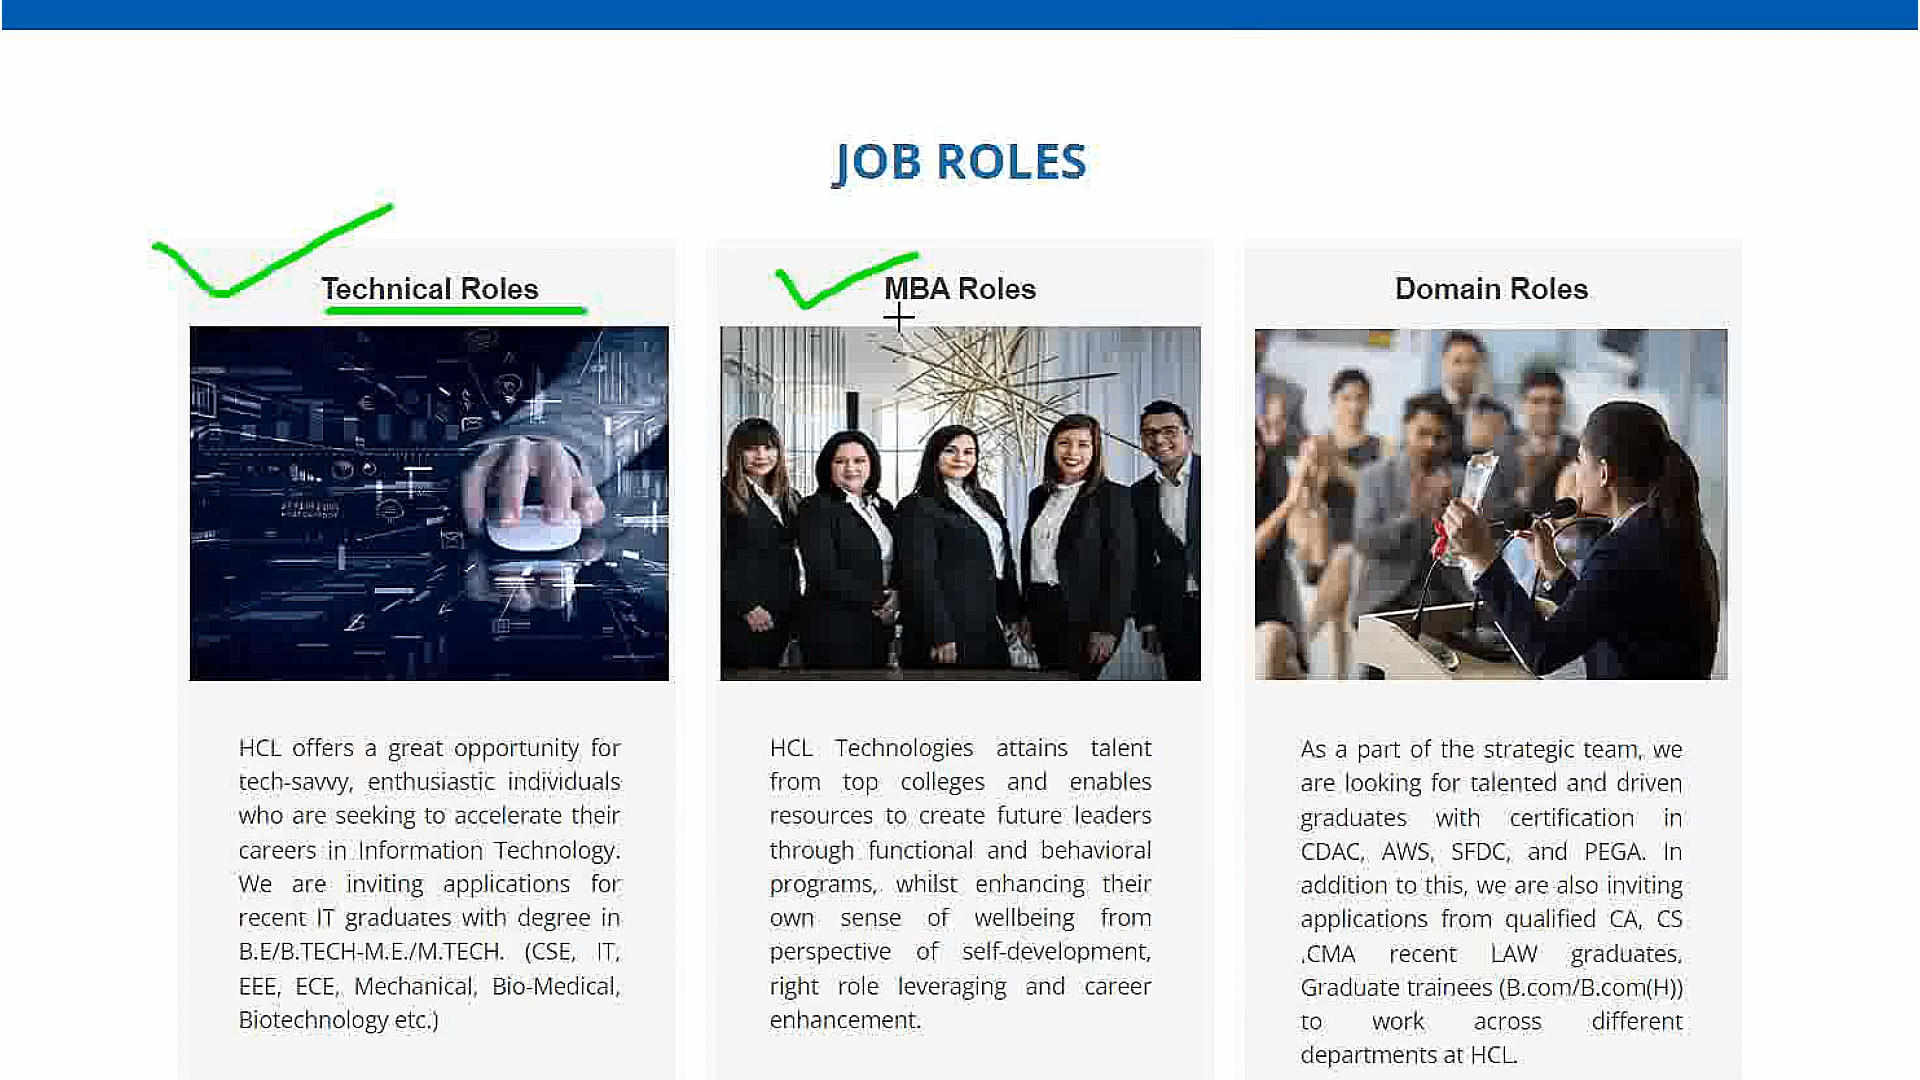 JOB ROLES
Technical Roles
HCL offers a great opportunity for
tech-savvy, enthusiastic individuals
who are seeking to accelerate their
careers in Information Technology.
We are inviting applications for
recent IT graduates with degree in
B.E/B.TECH-M.E./M.TECH. (CSE, IT,
EEE, ECE, Mechanical, Bio-Medical,
Biotechnology etc.)
MBA Roles
HCL Technologies attains talent
from top colleges and enables
resources to create future leaders
through functional and behavioral
programs, whilst enhancing their
own sense of wellbeing from
perspective of self-development,
right role leveraging and career
enhancement.
Domain Roles
As a part of the strategic team, we
are looking for talented and driven
graduates with certification in
CDAC, AWS, SFDC, and PEGA. In
addition to this, we are also inviting
applications from qualified CA, CS
,CMA recent LAW graduates,
Graduate trainees (B.com/B.com(H))
to work across different
departments at HCL.